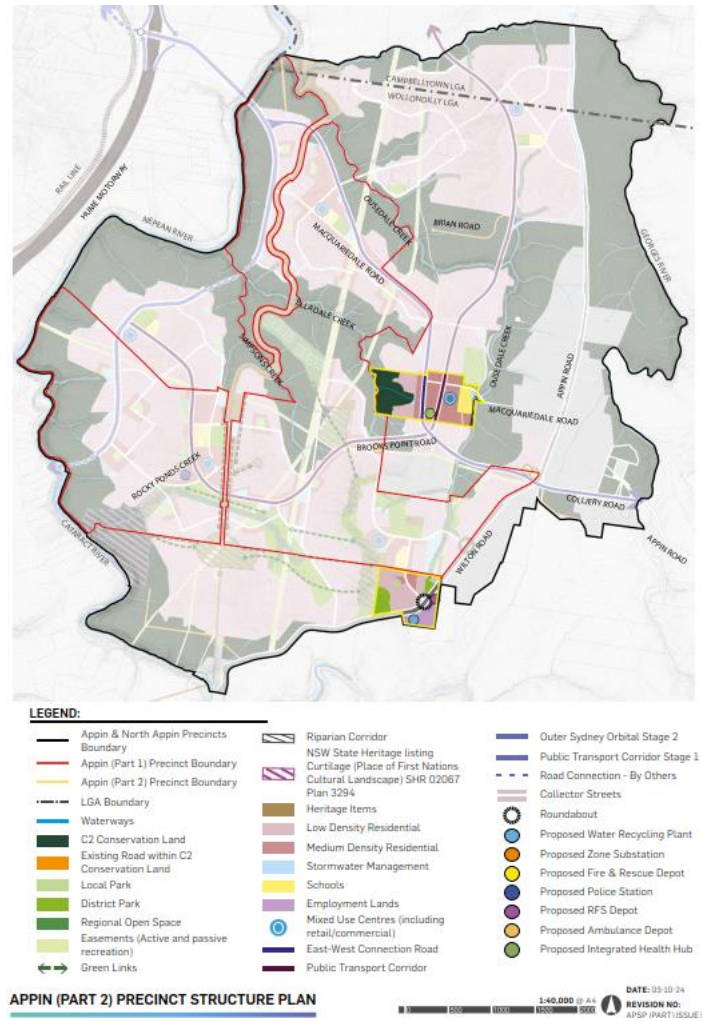 CAMPBELLTOWN LGA
WOLLONDILLY LGA
RAIL LINE
HUME MOTORWAY
NEPEAN RIVER
OUSEDALE CREEK
BRIAN ROAD
MACQUARIEDALE ROAD
GEORGES RIVER
ELLADALE CREEK
SIMPSONS CREEK
OUSEDALE CREEK
APPIN ROAD
MACQUARIEDALE ROAD
BROOKS POINT ROAD
ROCKY PONDS CREEK
COLLIERY ROAD
CATARACT RIVER
WILTON ROAD
APPIN ROAD
LEGEND:
Appin & North Appin Precincts
Boundary
Appin (Part 1) Precinct Boundary
Appin (Part 2) Precinct Boundary
LGA Boundary
Waterways
C2 Conservation Land
Existing Road within C2
Conservation Land
Local Park
District Park
Regional Open Space
Easements (Active and passive
recreation)
Green Links
Riparian Corridor
NSW State Heritage listing
Curtilage (Place of First Nations
Cultural Landscape) SHR 02067
Plan 3294
Heritage Items
Low Density Residential
Medium Density Residential
Stormwater Management
Schools
Employment Lands
Mixed Use Centres (including
retail/commercial)
East-West Connection Road
Public Transport Corridor
Outer Sydney Orbital Stage 2
Public Transport Corridor Stage 1
Road Connection - By Others
Collector Streets
Roundabout
Proposed Water Recycling Plant
Proposed Zone Substation
Proposed Fire & Rescue Depot
Proposed Police Station
Proposed RFS Depot
Proposed Ambulance Depot
Proposed Integrated Health Hub
APPIN (PART 2) PRECINCT STRUCTURE PLAN
1:40,000 @ A4
0 500 1000 1500 2000
DATE: 03-10-24
REVISION NO: